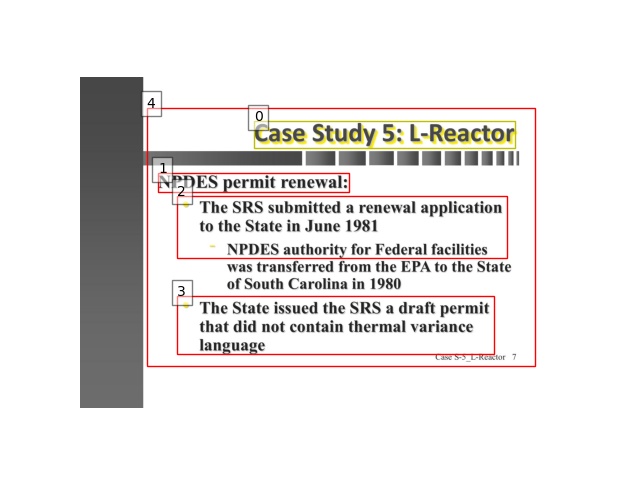 4
0
Case Study 5: L-Reactor
1
NPDES permit renewal:
2
The SRS submitted a renewal application
to the State in June 1981
– NPDES authority for Federal facilities
was transferred from the EPA to the State
of South Carolina in 1980
3
The State issued the SRS a draft permit
that did not contain thermal variance
language
Case S-5_L-Reactor 7